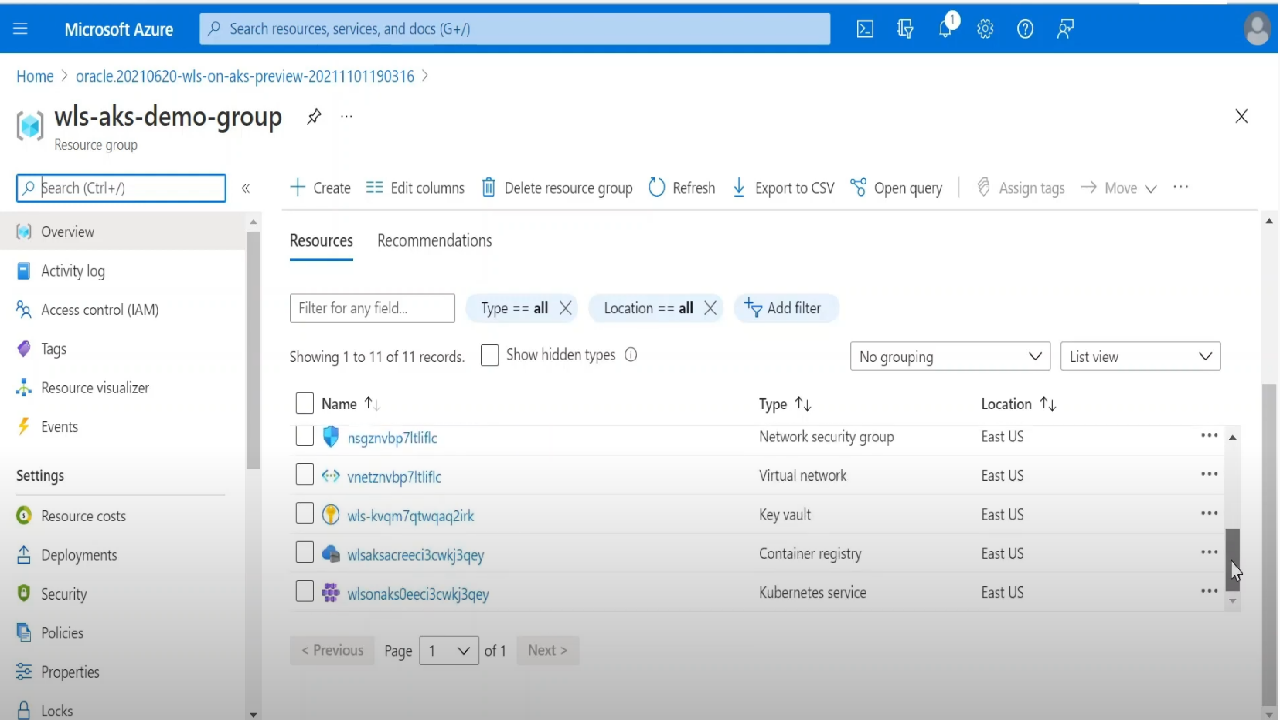 Microsoft Azure
Search resources, services, and docs (G+/)
1
Home > oracle.20210620-wls-on-aks-preview-20211101190316 >
wls-aks-demo-group
...
Resource group
Search (Ctrl+/)
«
Create
Edit columns
Delete resource group
Refresh
Export to CSV
Open query
Assign tags
Move
...
Overview
Activity log
Access control (IAM)
Tags
Resource visualizer
Events
Settings
Resource costs
Deployments
Security
Policies
Properties
Locks
Resources
Recommendations
Filter for any field...
Type == all
Location == all
Add filter
Showing 1 to 11 of 11 records.
Show hidden types
No grouping
List view
Name
Type
Location
nsgznvbp7ltliflc
Network security group
East US
vnetznvbp7ltliflc
Virtual network
East US
wls-kvqm7qtwqaq2irk
Key vault
East US
wlsaksacreeci3cwkj3qey
Container registry
East US
wlsonaks0eeci3cwkj3qey
Kubernetes service
East US
< Previous
Page
1
of 1
Next >